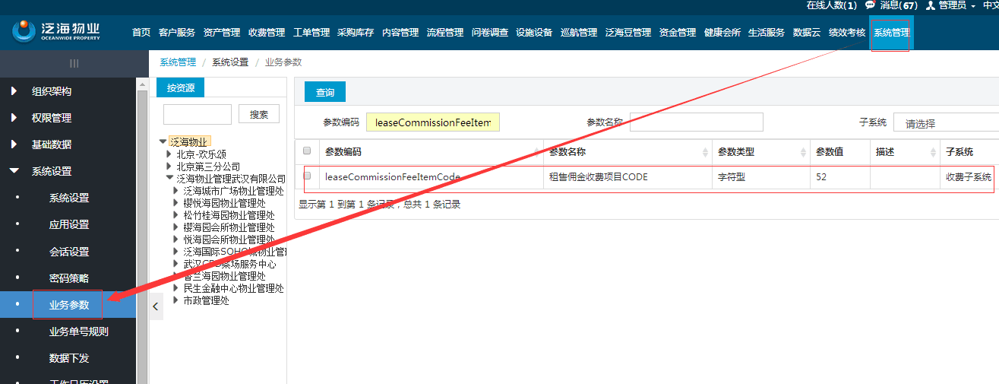 在线人数(1) 消息(67) 管理员 中文
泛海物业
OCEANWIDE PROPERTY
首页 客户服务 资产管理 收费管理 工单管理 采购库存 内容管理 流程管理 问卷调查 设施设备 巡航管理 泛海豆管理 资金管理 健康会所 生活服务 数据云 绩效考核 系统管理
系统管理 / 系统设置 / 业务参数
组织架构
权限管理
基础数据
系统设置
系统设置
应用设置
会话设置
密码策略
业务参数
业务单号规则
数据下发
工作日历设置
按资源
搜索
泛海物业
北京-欢乐颂
北京第三分公司
泛海物业管理武汉有限公司
泛海城市广场物业管理处
樱悦海园物业管理处
松竹桂海园物业管理处
樱海园会所物业管理处
悦海园会所物业管理处
泛海国际SOHO城物业管
武汉CBD菜场服务中心
香兰海园物业管理处
民生金融中心物业管理处
市政管理处
查询
参数编码 leaseCommissionFeeItem 参数名称 子系统 请选择
参数编码 参数名称 参数类型 参数值 描述 子系统
leaseCommissionFeeItemCode 租售佣金收费项目CODE 字符型 52 收费子系统
显示第 1 到第 1 条记录，总共 1 条记录